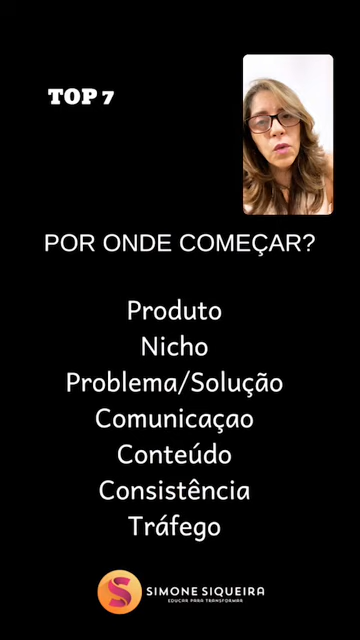 TOP 7
POR ONDE COMEÇAR?
Produto
Nicho
Problema/Solução
Comunicaçao
Conteúdo
Consistência
Tráfego
S SIMONE SIQUEIRA
EDUCAR PARA TRANSFORMAR